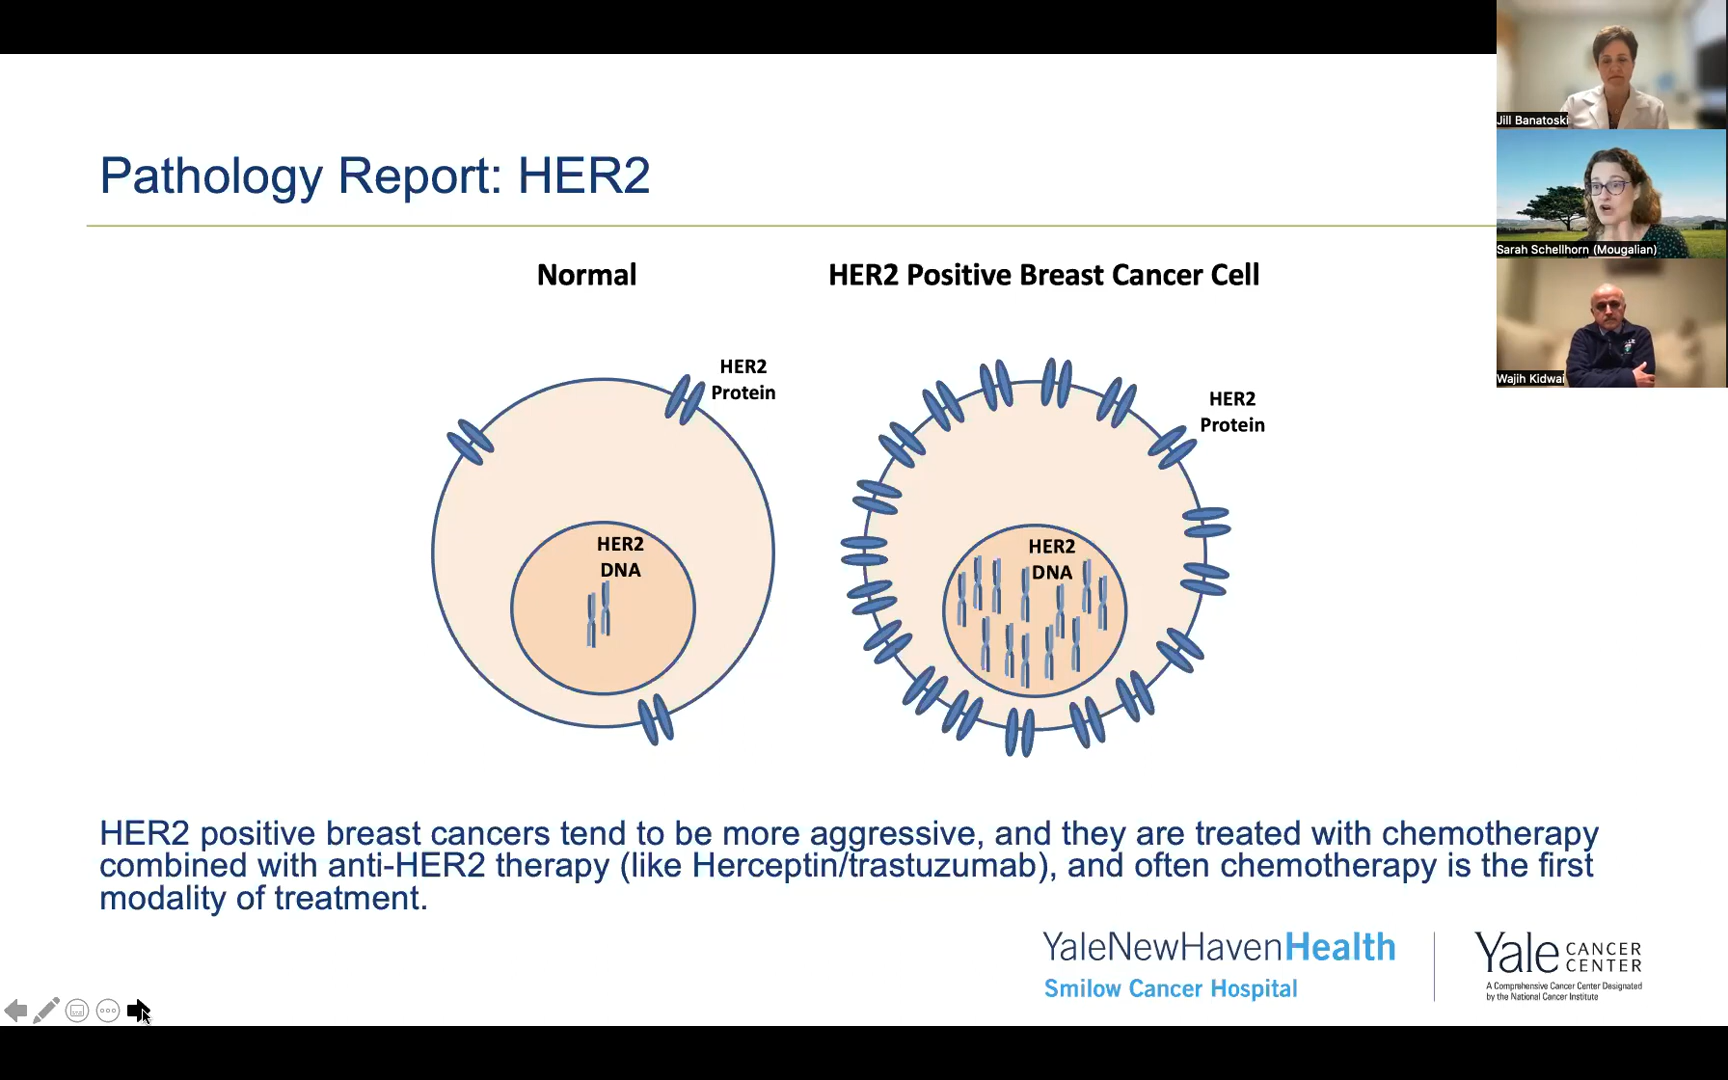 Pathology Report: HER2
Normal
HER2 Positive Breast Cancer Cell
HER2
Protein
HER2
DNA
HER2
Protein
HER2
DNA
HER2 positive breast cancers tend to be more aggressive, and they are treated with chemotherapy
combined with anti-HER2 therapy (like Herceptin/trastuzumab), and often chemotherapy is the first
modality of treatment.
YaleNewHavenHealth
Smilow Cancer Hospital
Yale CANCER
CENTER
A Comprehensive Cancer Center Designated
by the National Cancer Institute
Jill Banatoski
Sarah Schellhorn (Mougalian)
Wajih Kidwai